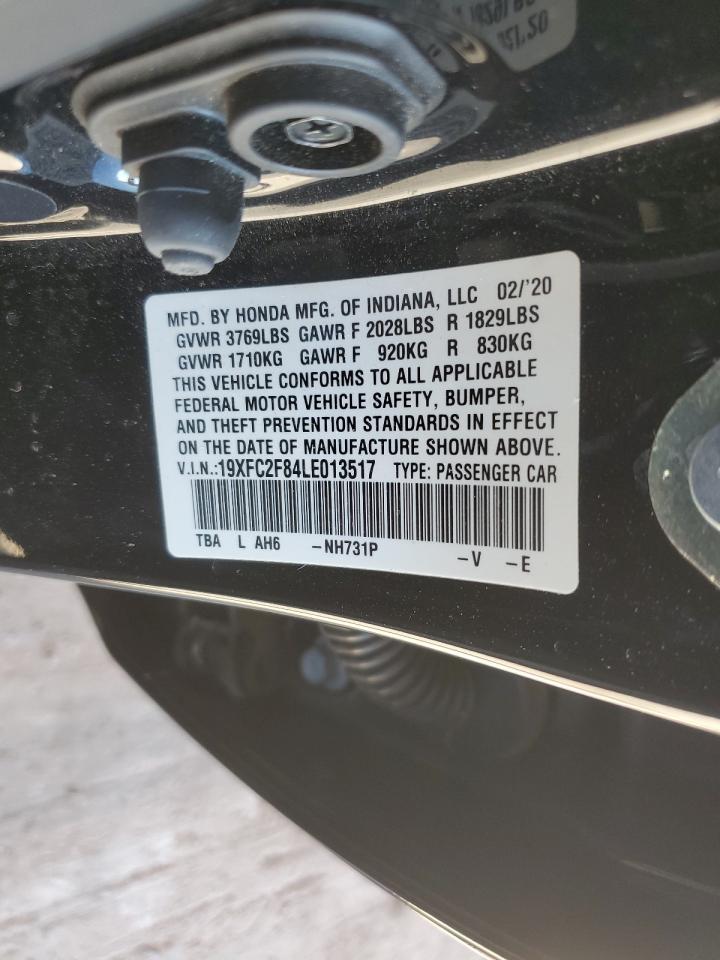 MFD. BY HONDA MFG. OF INDIANA, LLC 02/'20
GVWR 3769LBS GAWR F 2028LBS R 1829LBS
GVWR 1710KG GAWR F 920KG R 830KG
THIS VEHICLE CONFORMS TO ALL APPLICABLE
FEDERAL MOTOR VEHICLE SAFETY, BUMPER,
AND THEFT PREVENTION STANDARDS IN EFFECT
ON THE DATE OF MANUFACTURE SHOWN ABOVE.
V.I.N.:19XFC2F84LE013517 TYPE: PASSENGER CAR
TBA L AH6 -NH731P -V -E